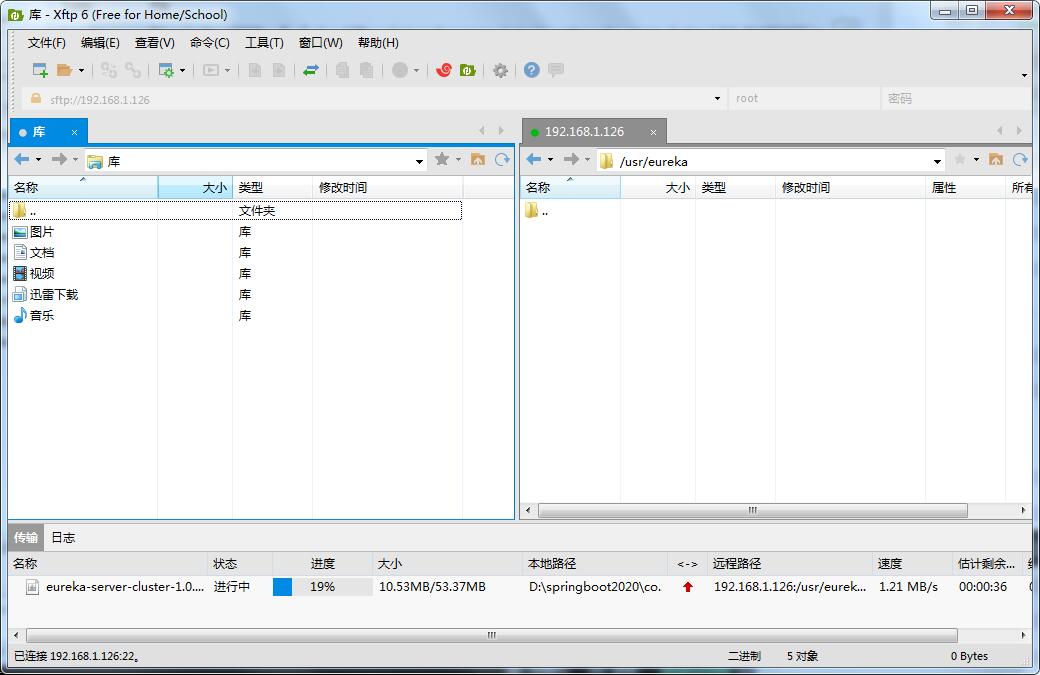 库 - Xftp 6 (Free for Home/School)
文件(F) 编辑(E) 查看(V) 命令(C) 工具(T) 窗口(W) 帮助(H)
sftp://192.168.1.126 root 密码
库 192.168.1.126
库 /usr/eureka
名称 大小 类型 修改时间 名称 大小 类型 修改时间 属性 所有
.. 文件夹 ..
图片 库
文档 库
视频 库
迅雷下载 库
音乐 库
传输 日志
名称 状态 进度 大小 本地路径 <-> 远程路径 速度 估计剩余...
eureka-server-cluster-1.0.... 进行中 19% 10.53MB/53.37MB D:\springboot2020\co... 192.168.1.126:/usr/eurek... 1.21 MB/s 00:00:36
已连接 192.168.1.126:22。 二进制 5 对象 0 Bytes